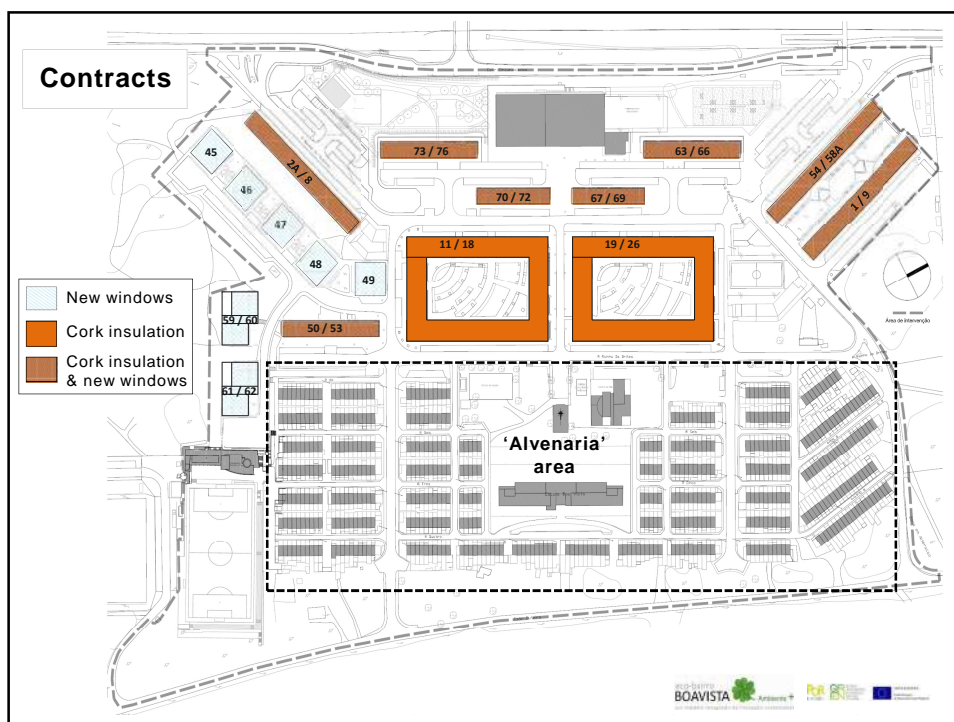 Contracts
45
46
47
48
49
2A / 8
73 / 76
63 / 66
70 / 72
67 / 69
54 / 58A
1 / 9
11 / 18
19 / 26
50 / 53
59 / 60
61 / 62
New windows
Cork insulation
Cork insulation
& new windows
Área de Intervenção
'Alvenaria'
area
eco-bairro
BOAVISTA
Ambiente +